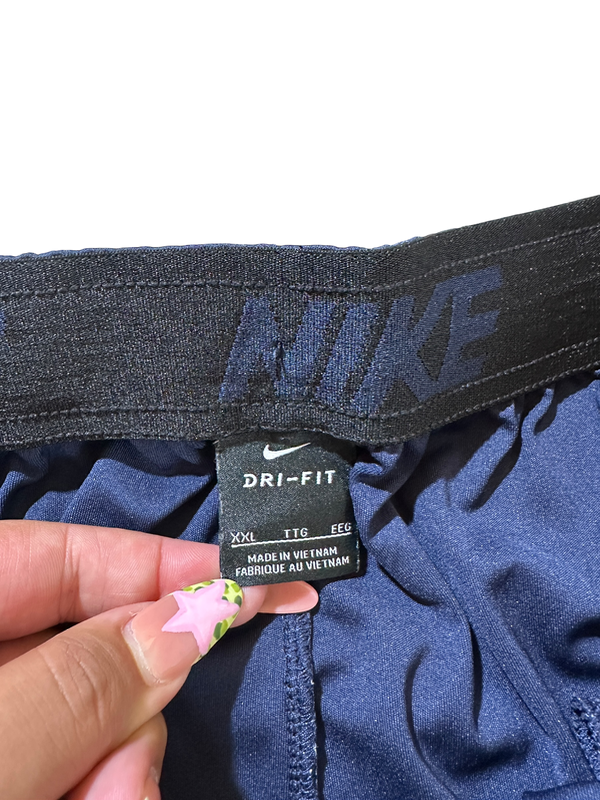 NIKE
DRI-FIT
XXL TTG EEG
MADE IN VIETNAM
FABRIQUE AU VIETNAM